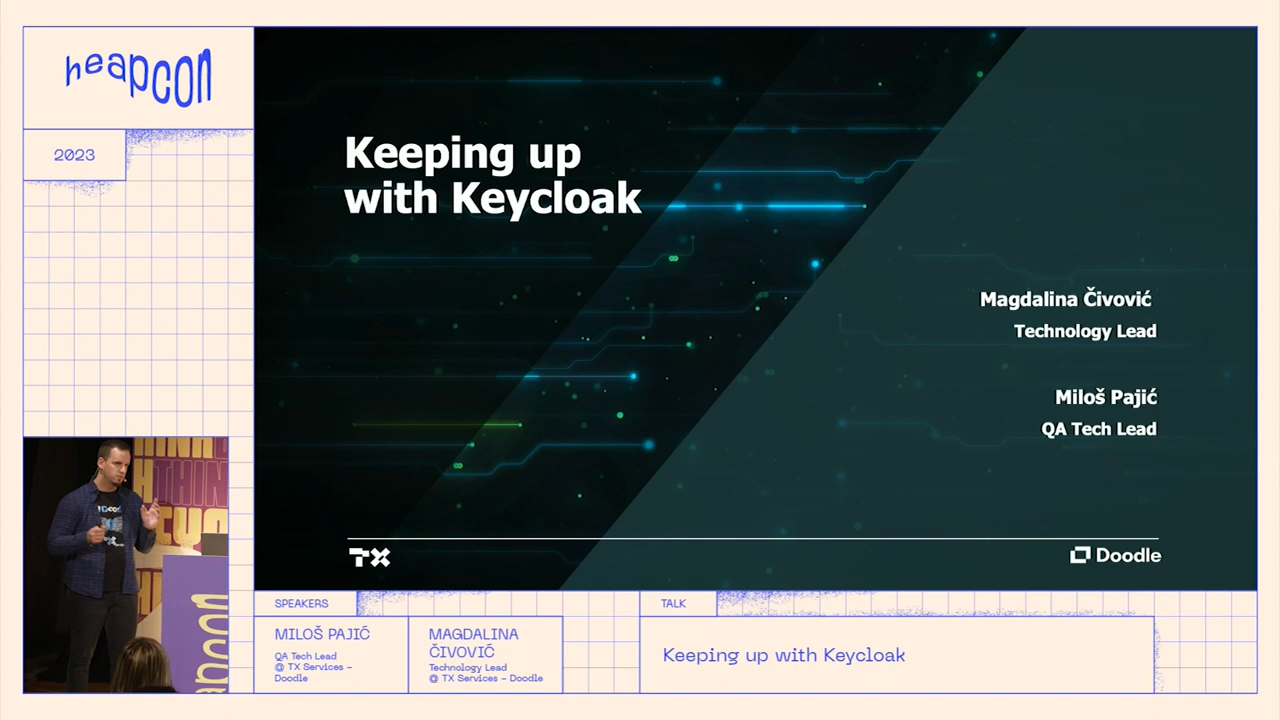 heapcon
2023
Keeping up
with Keycloak
Magdalina Čivović
Technology Lead
Miloš Pajić
QA Tech Lead
TX
Doodle
THIN
SPEAKERS
MILOŠ PAJIĆ
QA Tech Lead
@ TX Services –
Doodle
MAGDALINA
ČIVOVIĆ
Technology Lead
@ TX Services – Doodle
TALK
Keeping up with Keycloak